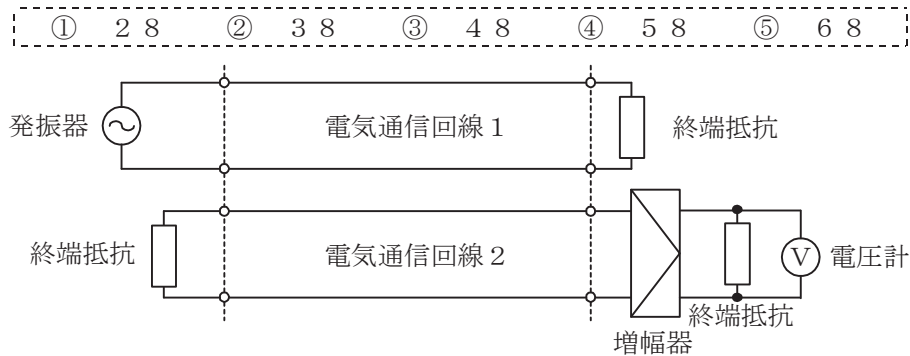 ① 28 ② 38 ③ 48 ④ 58 ⑤ 68
発振器
電気通信回線1
終端抵抗
終端抵抗
電気通信回線2
V
電圧計
終端抵抗
増幅器